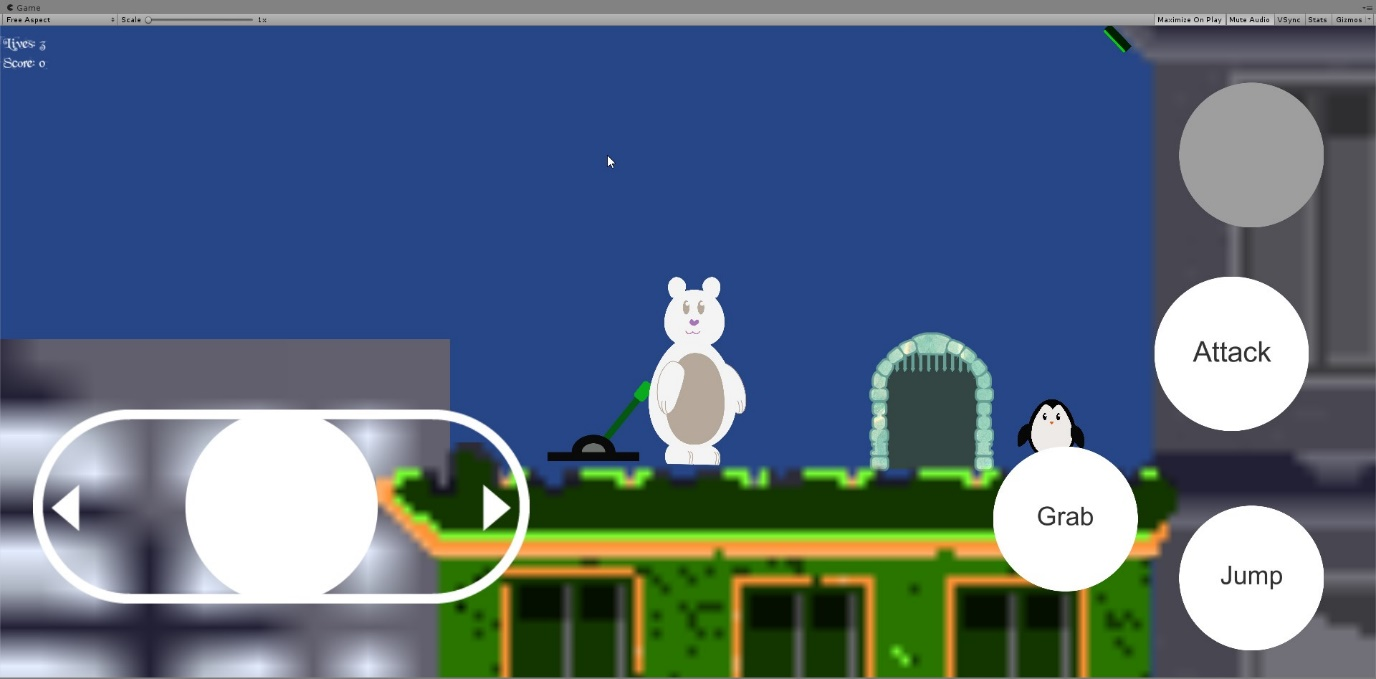 Game
Free Aspect Scale 1x Maximize On Play Mute Audio VSync Stats Gizmos
Lives: 3
Score: 0
Attack
Grab
Jump